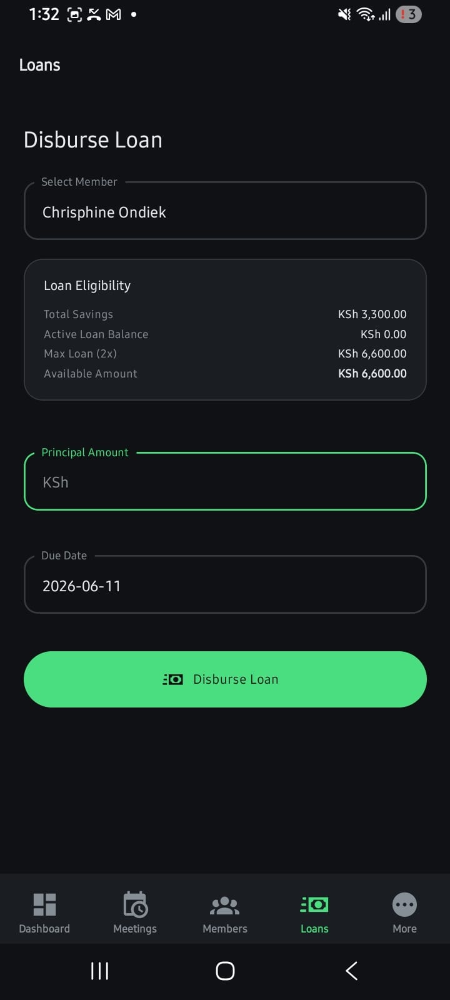 1:32
3
Loans
Disburse Loan
Select Member
Chrisphine Ondiek
Loan Eligibility
Total Savings KSh 3,300.00
Active Loan Balance KSh 0.00
Max Loan (2x) KSh 6,600.00
Available Amount KSh 6,600.00
Principal Amount
KSh
Due Date
2026-06-11
Disburse Loan
Dashboard Meetings Members Loans More